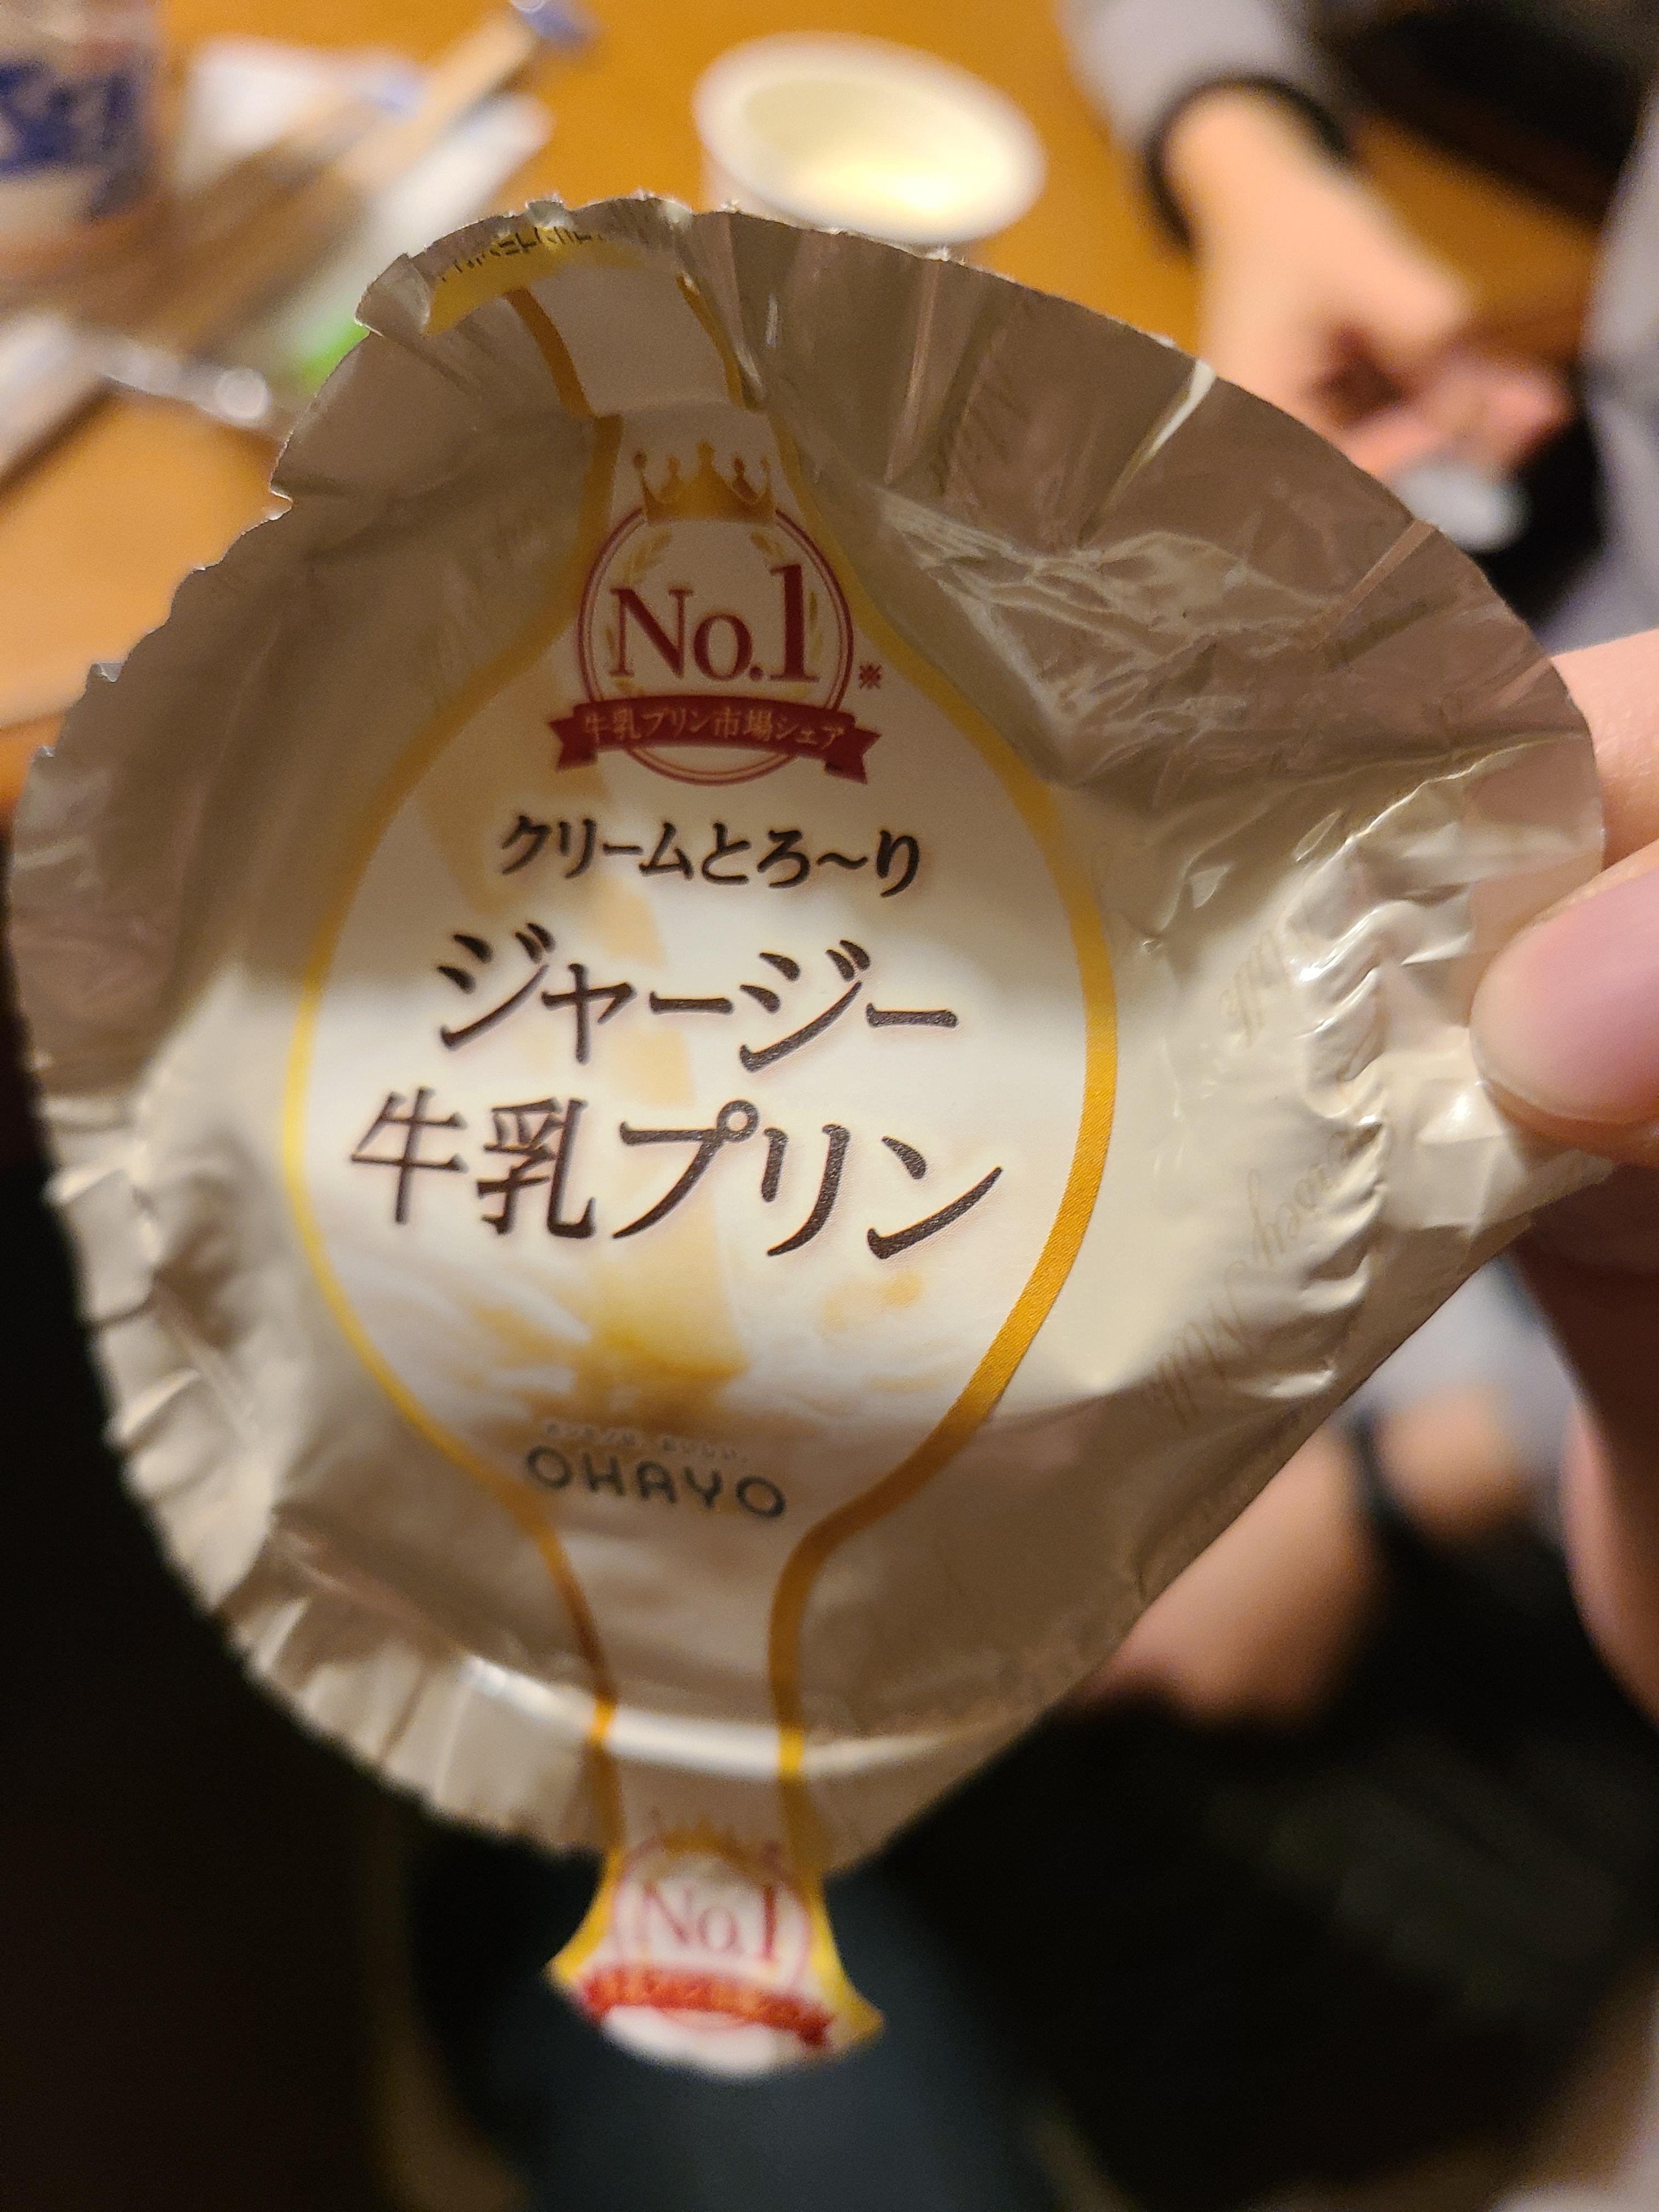 No.1※
牛乳プリン市場シェア
クリームとろ〜り
ジャージー
牛乳プリン
OHAYO
No.1